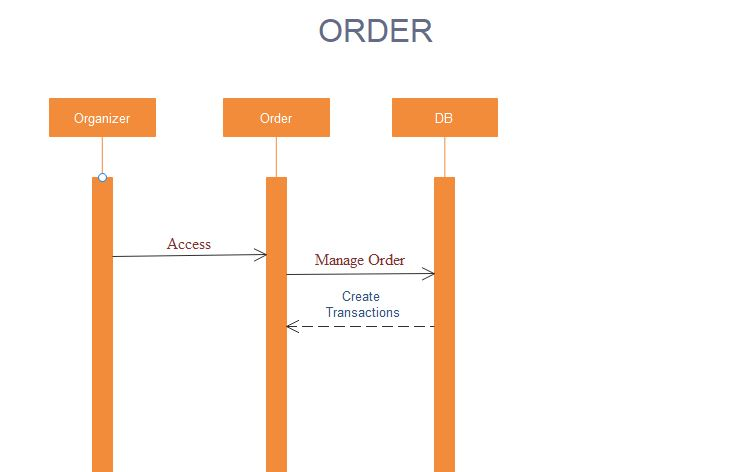 ORDER
Organizer
Order
DB
Access
Manage Order
Create
Transactions